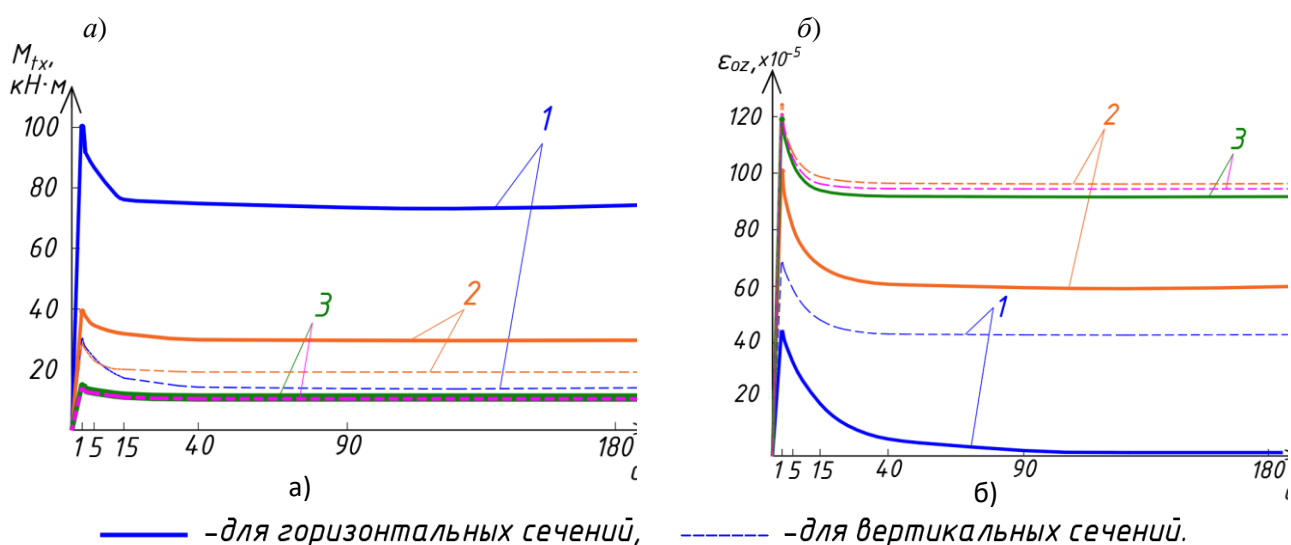 а)
M_tx,
кН·м
100
80
60
40
20
1
2
3
1 5 15 40 90 180
а)
б)
ε_oz, ×10⁻⁵
120
100
80
60
40
20
2
3
1
1 5 15 40 90 180
б)
–для горизонтальных сечений,
–для вертикальных сечений.